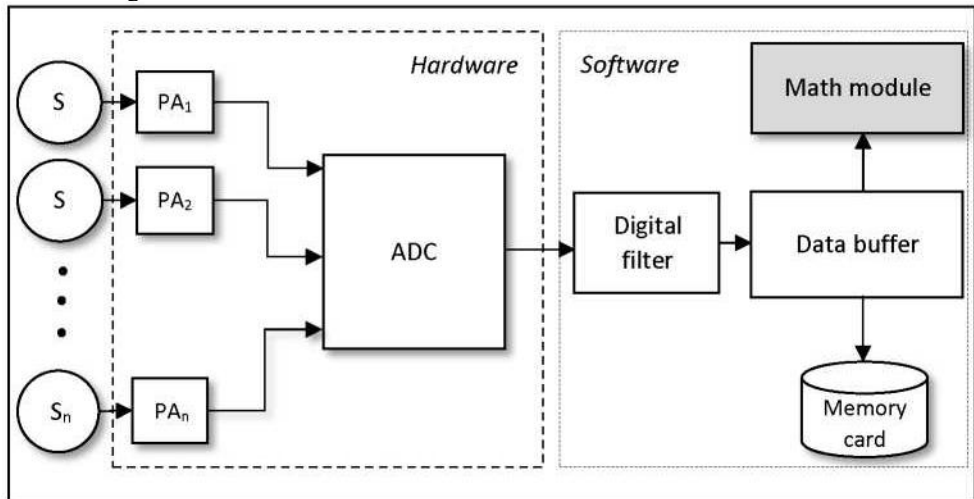 Hardware
Software
S
PA₁
S
PA₂
Sₙ
PAₙ
ADC
Digital
filter
Data buffer
Math module
Memory
card